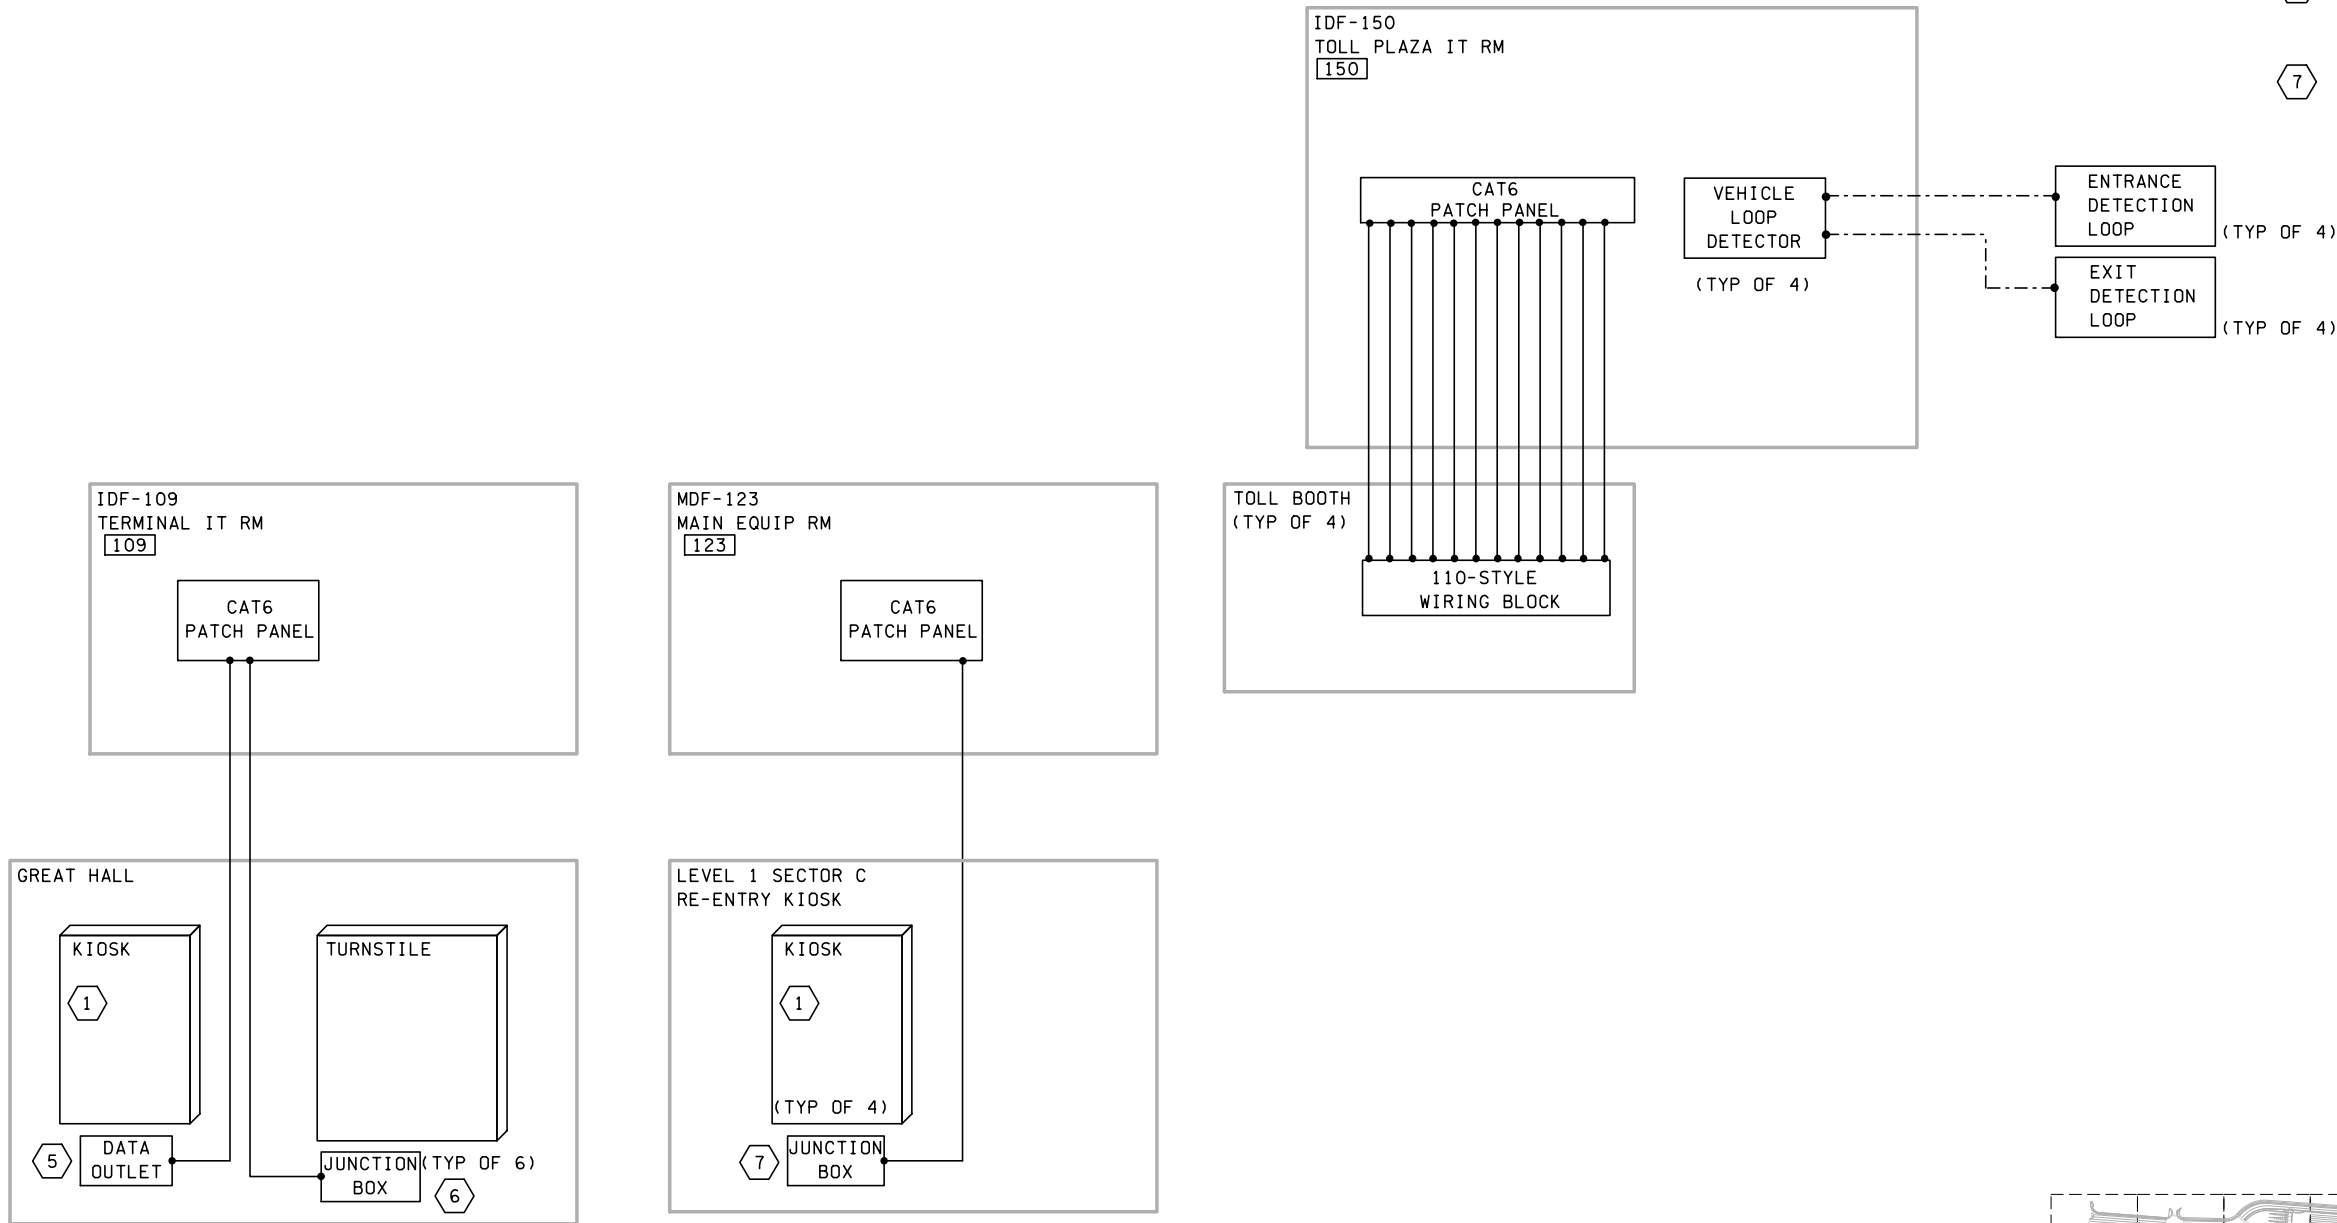 IDF-150
TOLL PLAZA IT RM
150
7
CAT6
PATCH PANEL
VEHICLE
LOOP
DETECTOR
(TYP OF 4)
ENTRANCE
DETECTION
LOOP
(TYP OF 4)
EXIT
DETECTION
LOOP
(TYP OF 4)
IDF-109
TERMINAL IT RM
109
CAT6
PATCH PANEL
MDF-123
MAIN EQUIP RM
123
CAT6
PATCH PANEL
TOLL BOOTH
(TYP OF 4)
110-STYLE
WIRING BLOCK
GREAT HALL
KIOSK
1
TURNSTILE
5
DATA
OUTLET
JUNCTION
BOX
(TYP OF 6)
6
LEVEL 1 SECTOR C
RE-ENTRY KIOSK
KIOSK
1
(TYP OF 4)
7
JUNCTION
BOX